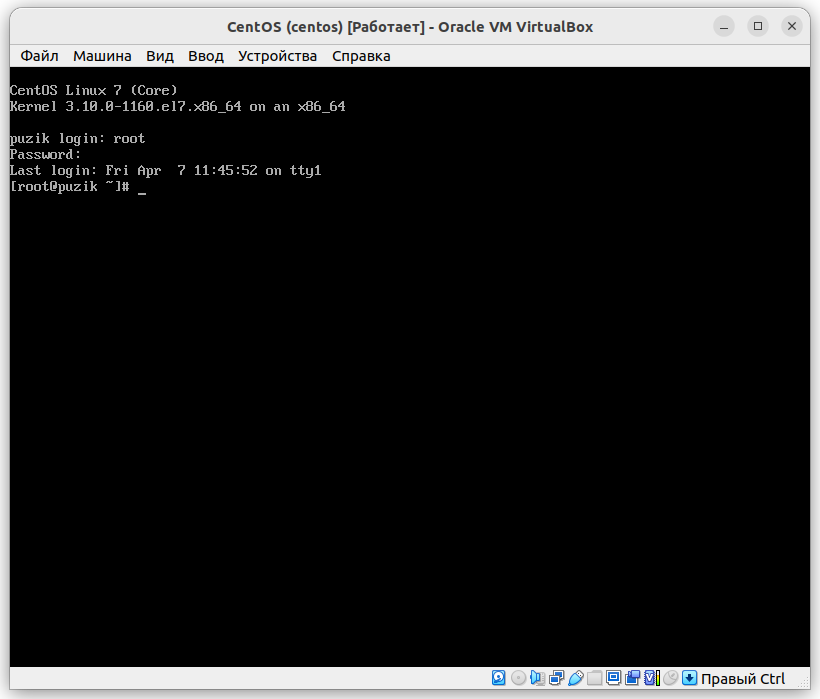 CentOS (centos) [Работает] - Oracle VM VirtualBox
Файл Машина Вид Ввод Устройства Справка
CentOS Linux 7 (Core)
Kernel 3.10.0-1160.el7.x86_64 on an x86_64
puzik login: root
Password:
Last login: Fri Apr  7 11:45:52 on tty1
[root@puzik ~]# _
Правый Ctrl